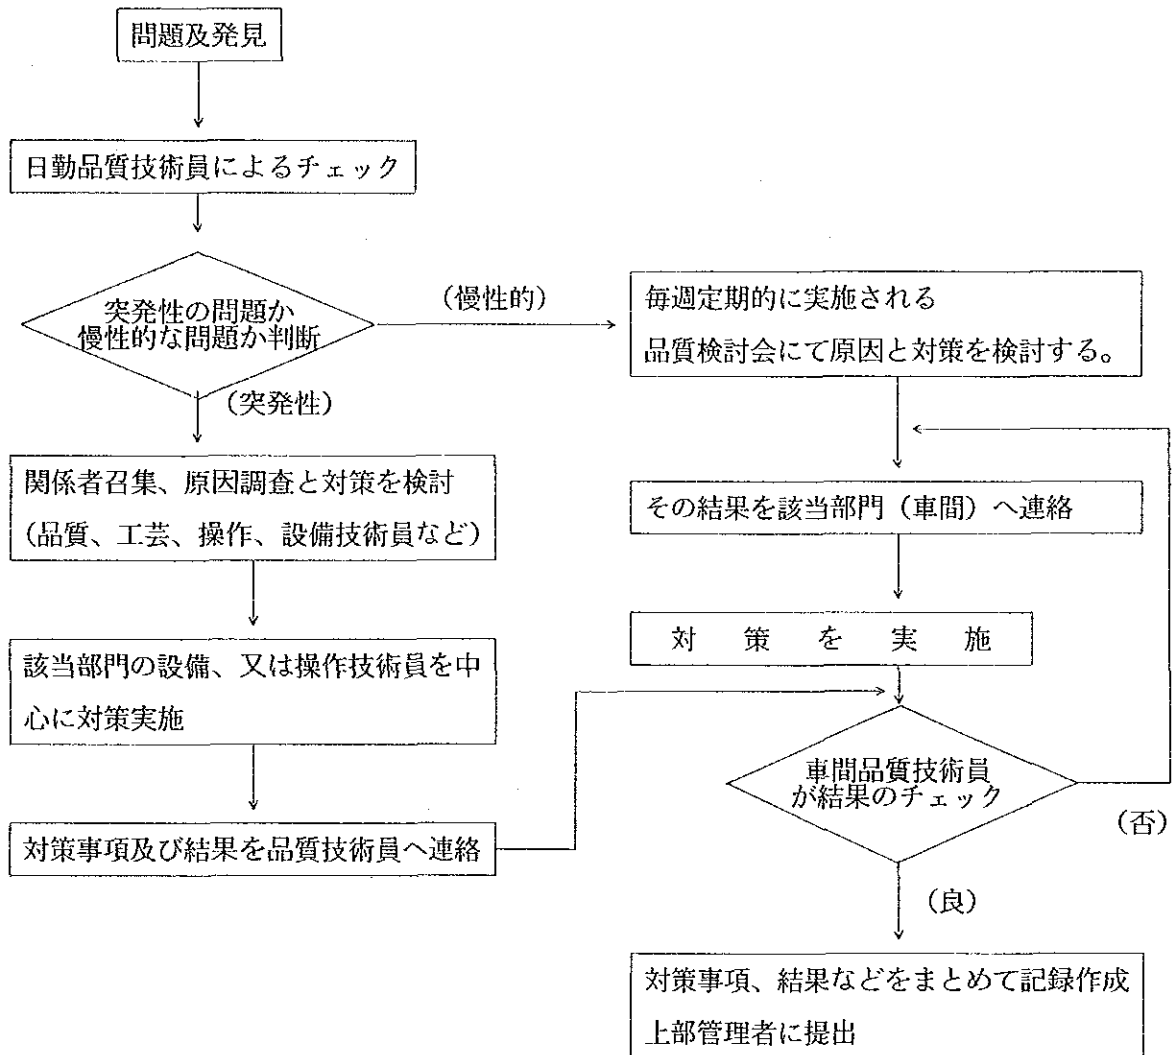 問題及発見
日勤品質技術員によるチェック
突発性の問題か
慢性的な問題か判断
(慢性的)
(突発性)
関係者召集、原因調査と対策を検討
(品質、工芸、操作、設備技術員など)
該当部門の設備、又は操作技術員を中
心に対策実施
対策事項及び結果を品質技術員へ連絡
毎週定期的に実施される
品質検討会にて原因と対策を検討する。
その結果を該当部門(車間)へ連絡
対策を実施
車間品質技術員
が結果のチェック
(否)
(良)
対策事項、結果などをまとめて記録作成
上部管理者に提出